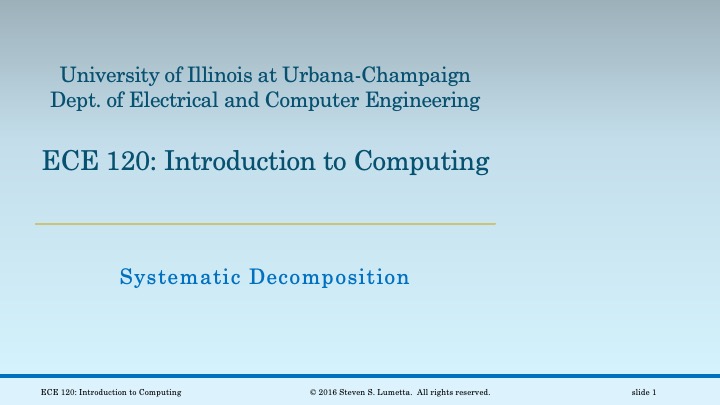 University of Illinois at Urbana-Champaign
Dept. of Electrical and Computer Engineering
ECE 120: Introduction to Computing
Systematic Decomposition
ECE 120: Introduction to Computing
© 2016 Steven S. Lumetta. All rights reserved.
slide 1